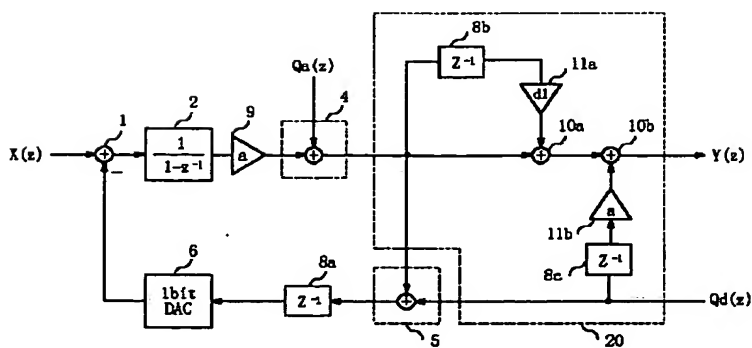 8b
Z⁻¹
11a
d1
Qa(z)
1
2
9
4
10a
10b
X(z)
1
1-z⁻¹
a
Y(z)
a
11b
6
1bit
DAC
8a
Z⁻¹
Z⁻¹
8c
Qd(z)
5
20